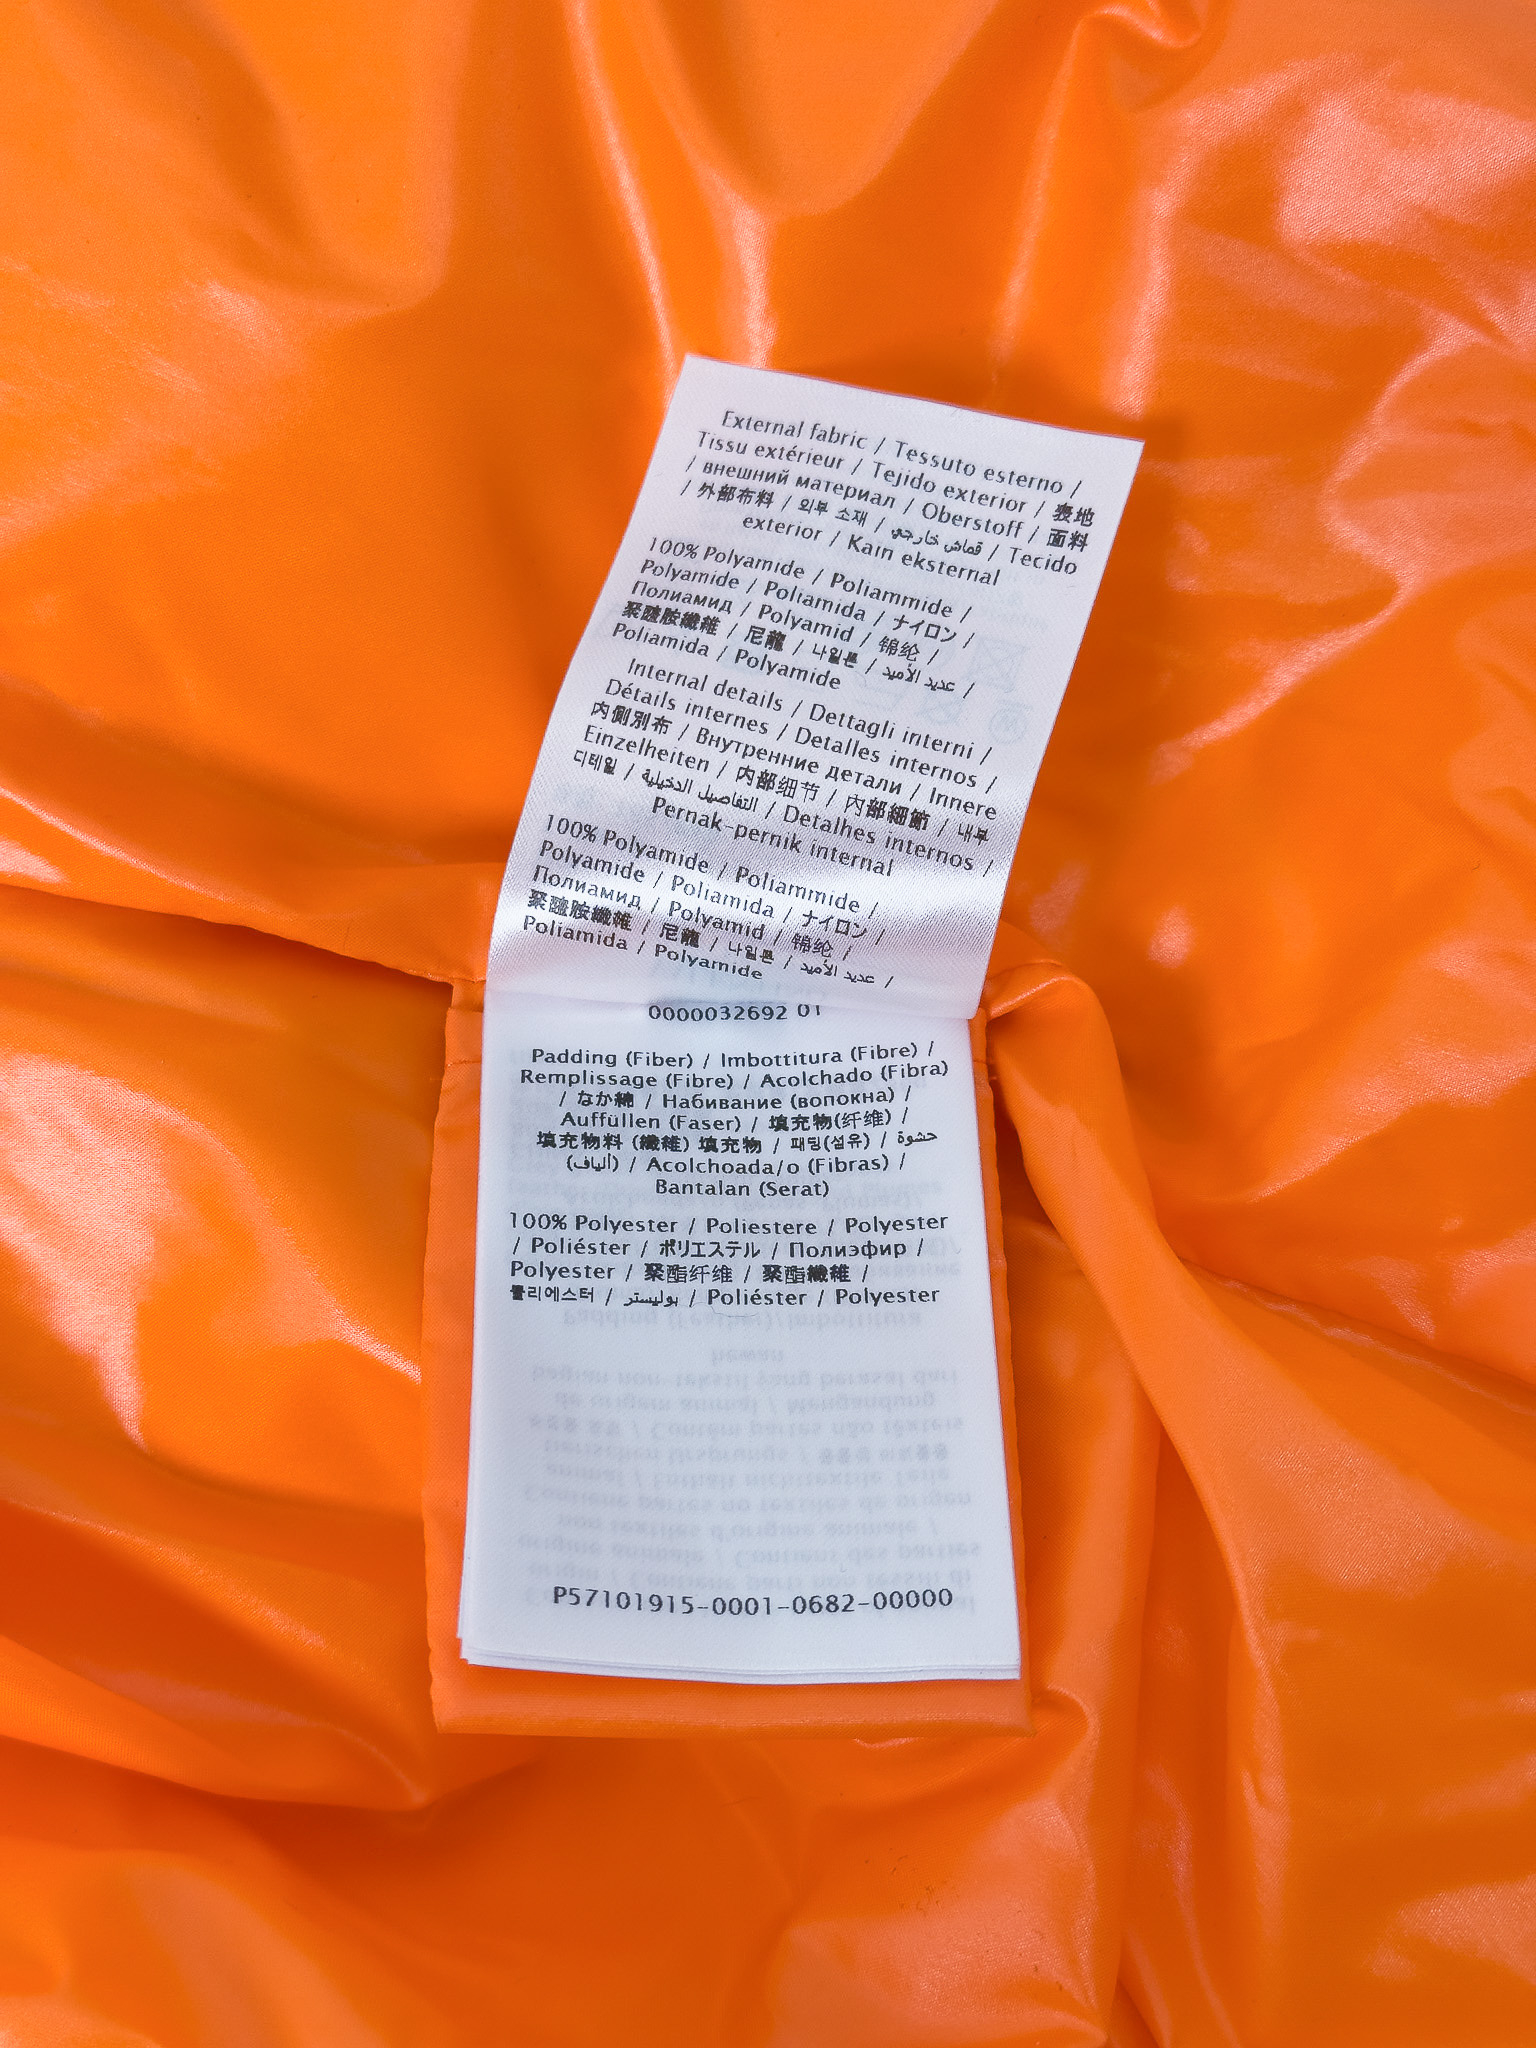 External fabric / Tessuto esterno /
Tissu extérieur / Tejido exterior / 表地
/ внешний материал / Oberstoff / 面料
/ 外部布料 / 외부 소재 / قماش خارجي / Tecido
exterior / Kain eksternal
100% Polyamide / Poliammide /
Polyamide / Poliamida / ナイロン /
Полиамид / Polyamid / 锦纶 /
聚醯胺纖維 / 尼龍 / 나일론 / عديد الأميد /
Poliamida / Polyamide
Internal details / Dettagli interni /
Détails internes / Detalles internos /
内側別布 / Внутренние детали / Innere
Einzelheiten / 内部细节 / 內部細節 / 내부
디테일 / التفاصيل الدخيلية / Detalhes internos /
Pernak-pernik internal
100% Polyamide / Poliammide /
Polyamide / Poliamida / ナイロン /
Полиамид / Polyamid / 锦纶 /
聚醯胺纖維 / 尼龍 / 나일론 / عديد الأميد /
Poliamida / Polyamide
0000032692 01
Padding (Fiber) / Imbottitura (Fibre) /
Remplissage (Fibre) / Acolchado (Fibra)
/ なか綿 / Набивание (вопокна) /
Auffüllen (Faser) / 填充物(纤维) /
填充物料 (纖維) 填充物 / 패딩(섬유) / حشوة
(ألياف) / Acolchoada/o (Fibras) /
Bantalan (Serat)
100% Polyester / Poliestere / Polyester
/ Poliéster / ポリエステル / Полиэфир /
Polyester / 聚酯纤维 / 聚酯纖維 /
폴리에스터 / بوليستر / Poliéster / Polyester
P57101915-0001-0682-00000